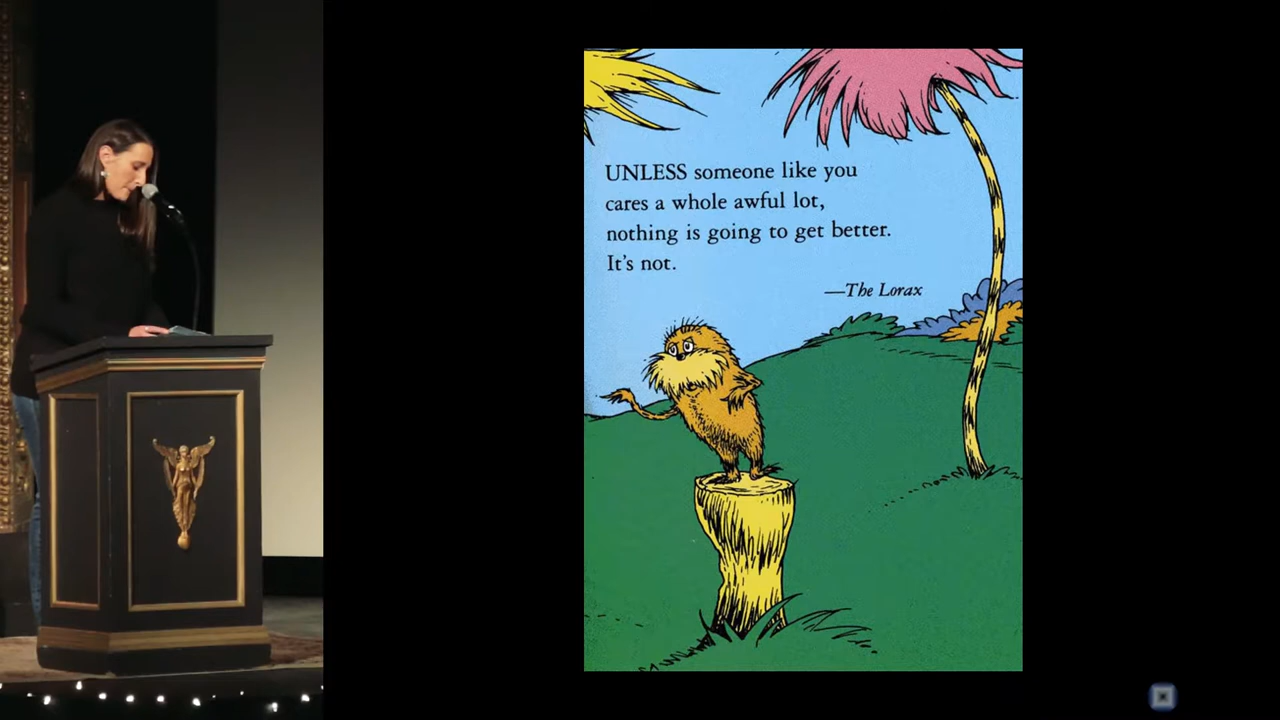 UNLESS someone like you
cares a whole awful lot,
nothing is going to get better.
It's not.
—The Lorax